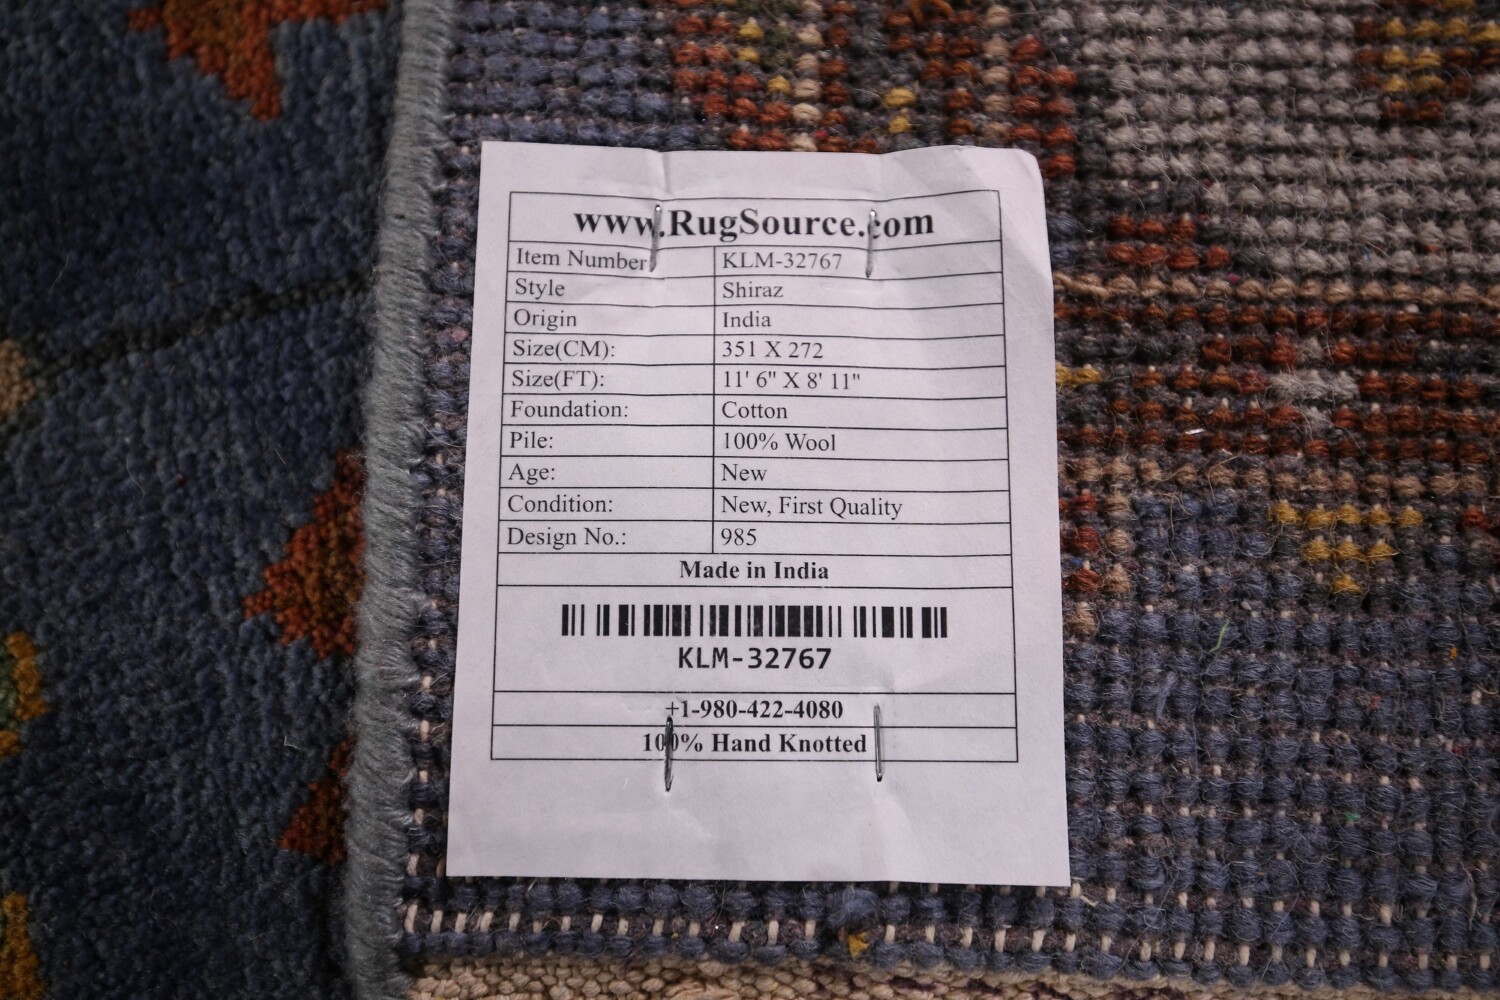 www.RugSource.com
Item Number: KLM-32767
Style Shiraz
Origin India
Size(CM): 351 X 272
Size(FT): 11' 6" X 8' 11"
Foundation: Cotton
Pile: 100% Wool
Age: New
Condition: New, First Quality
Design No.: 985
Made in India
KLM-32767
+1-980-422-4080
100% Hand Knotted